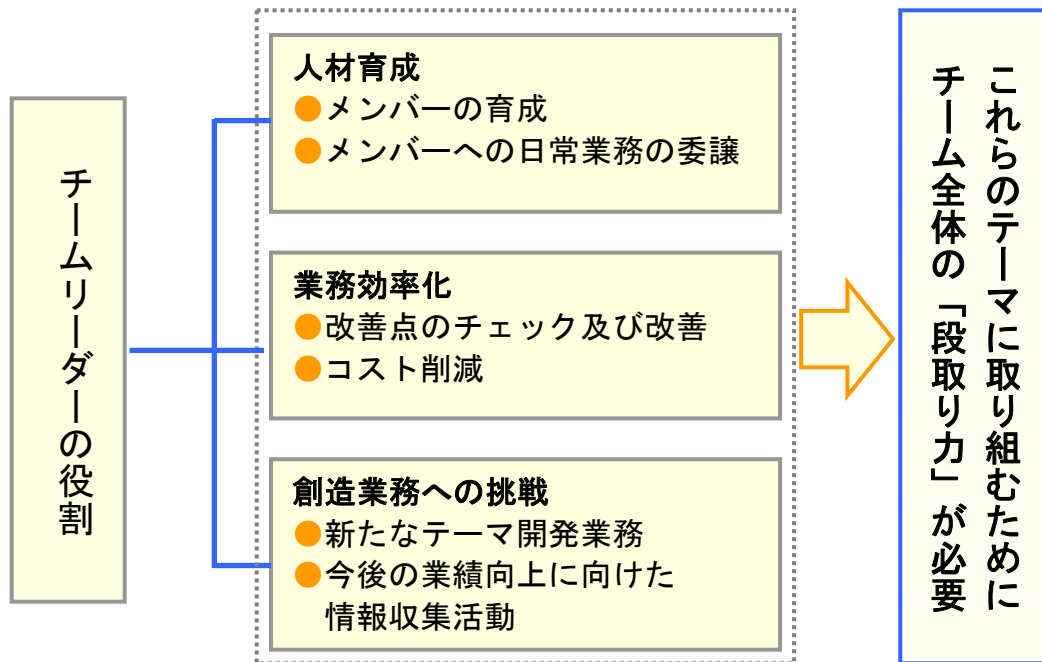 チームリーダーの役割
人材育成
●メンバーの育成
●メンバーへの日常業務の委譲
業務効率化
●改善点のチェック及び改善
●コスト削減
創造業務への挑戦
●新たなテーマ開発業務
●今後の業績向上に向けた
情報収集活動
これらのテーマに取り組むために
チーム全体の「段取り力」が必要